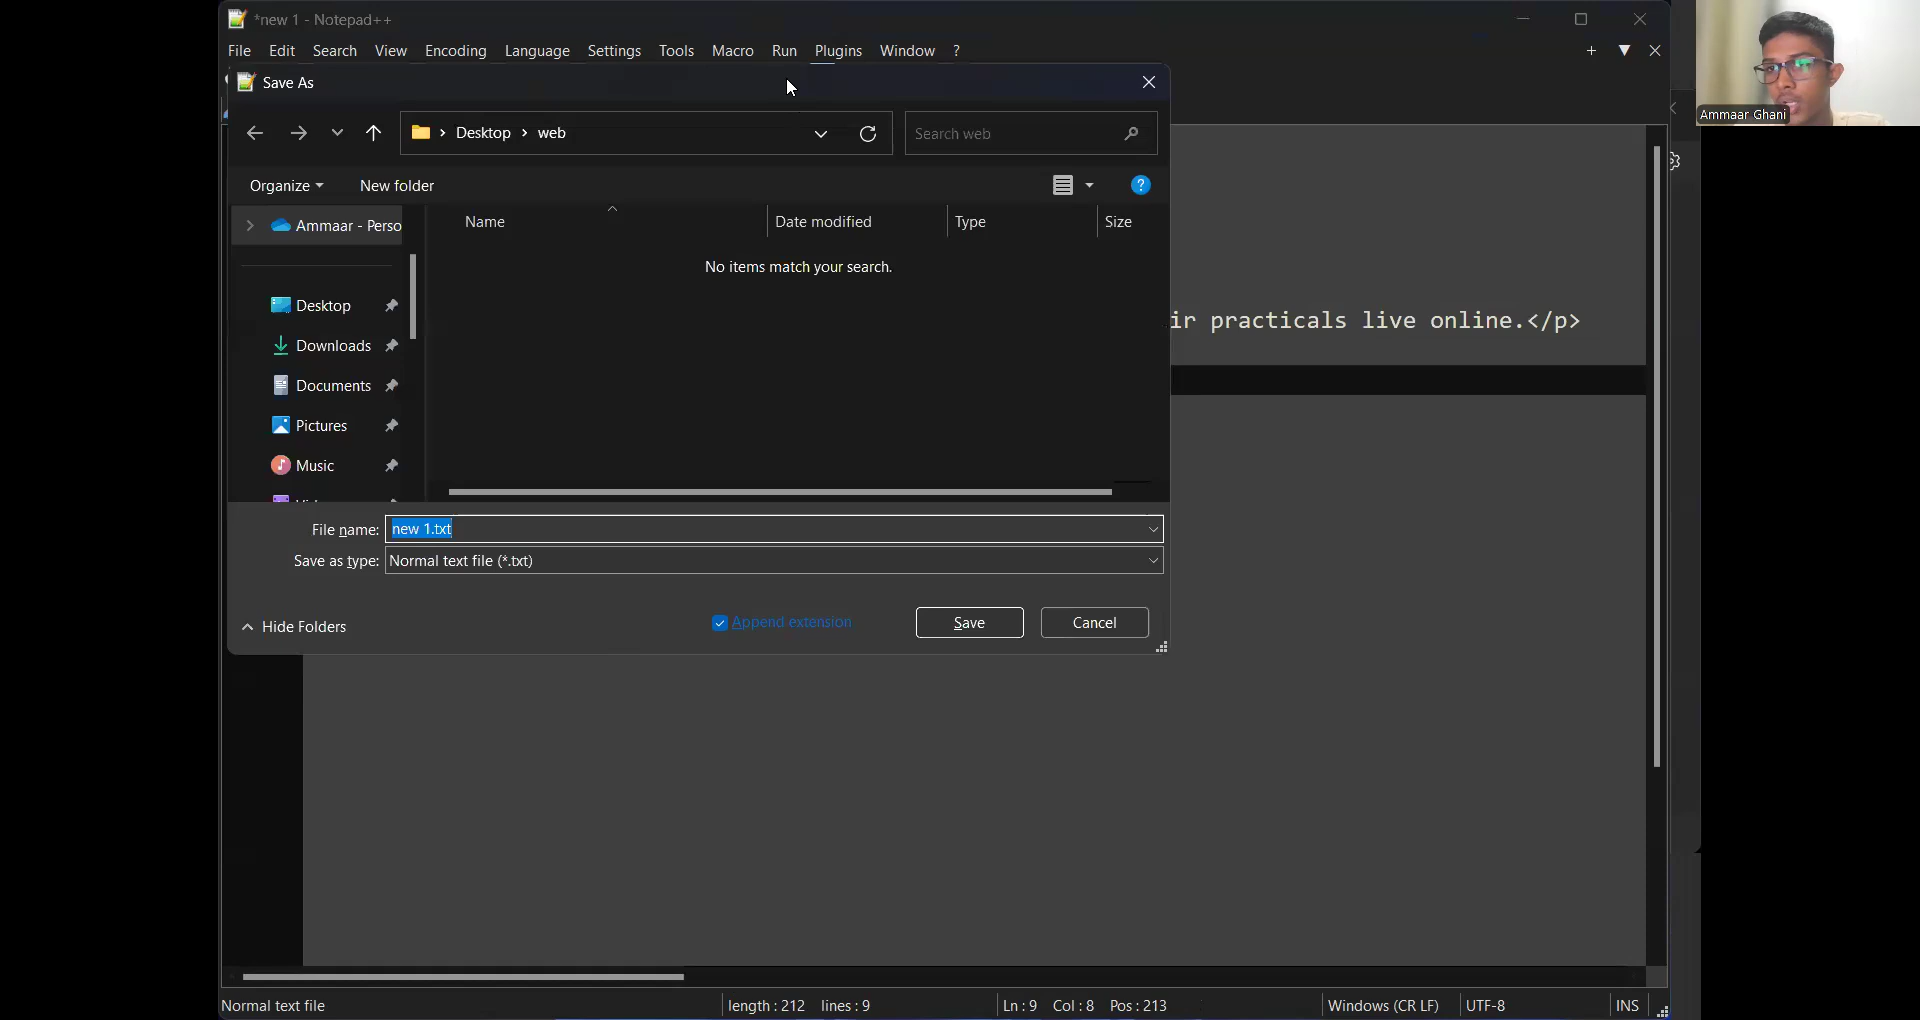 *new 1 - Notepad++
File Edit Search View Encoding Language Settings Tools Macro Run Plugins Window ?
Save As
Desktop web
Search web
Organize New folder
Ammaar - Perso
Name Date modified Type Size
No items match your search.
Desktop
Downloads
Documents
Pictures
Music
ir practicals live online.</p>
File name: new 1.txt
Save as type: Normal text file (*.txt)
Hide Folders
Append extension
Save
Cancel
Normal text file length : 212 lines : 9 Ln : 9 Col : 8 Pos : 213 Windows (CR LF) UTF-8 INS
Ammaar Ghani